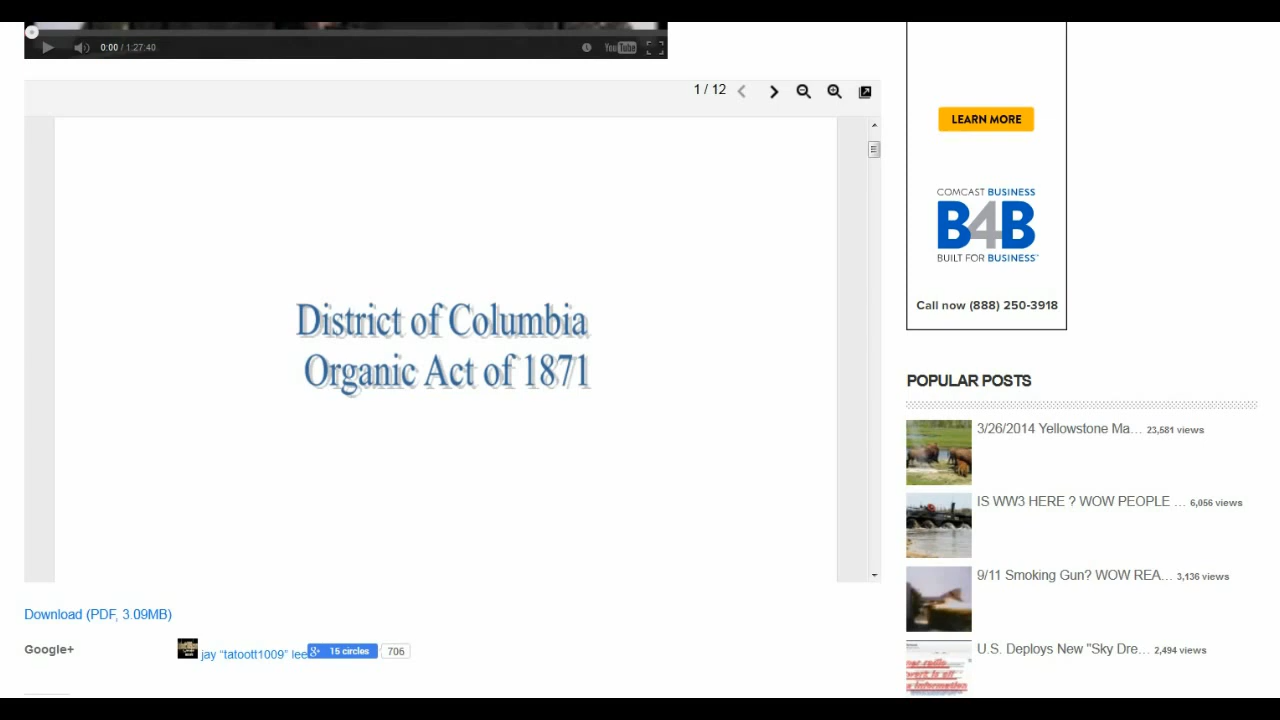 0:00 / 1:27:40
YouTube
1 / 12
District of Columbia
Organic Act of 1871
Download (PDF, 3.09MB)
Google+
jay “tatoott1009” lee
15 circles
706
LEARN MORE
COMCAST BUSINESS
B4B
BUILT FOR BUSINESS™
Call now (888) 250-3918
POPULAR POSTS
3/26/2014 Yellowstone Ma... 23,581 views
IS WW3 HERE ? WOW PEOPLE ... 6,056 views
9/11 Smoking Gun? WOW REA... 3,136 views
U.S. Deploys New "Sky Dre... 2,494 views
information